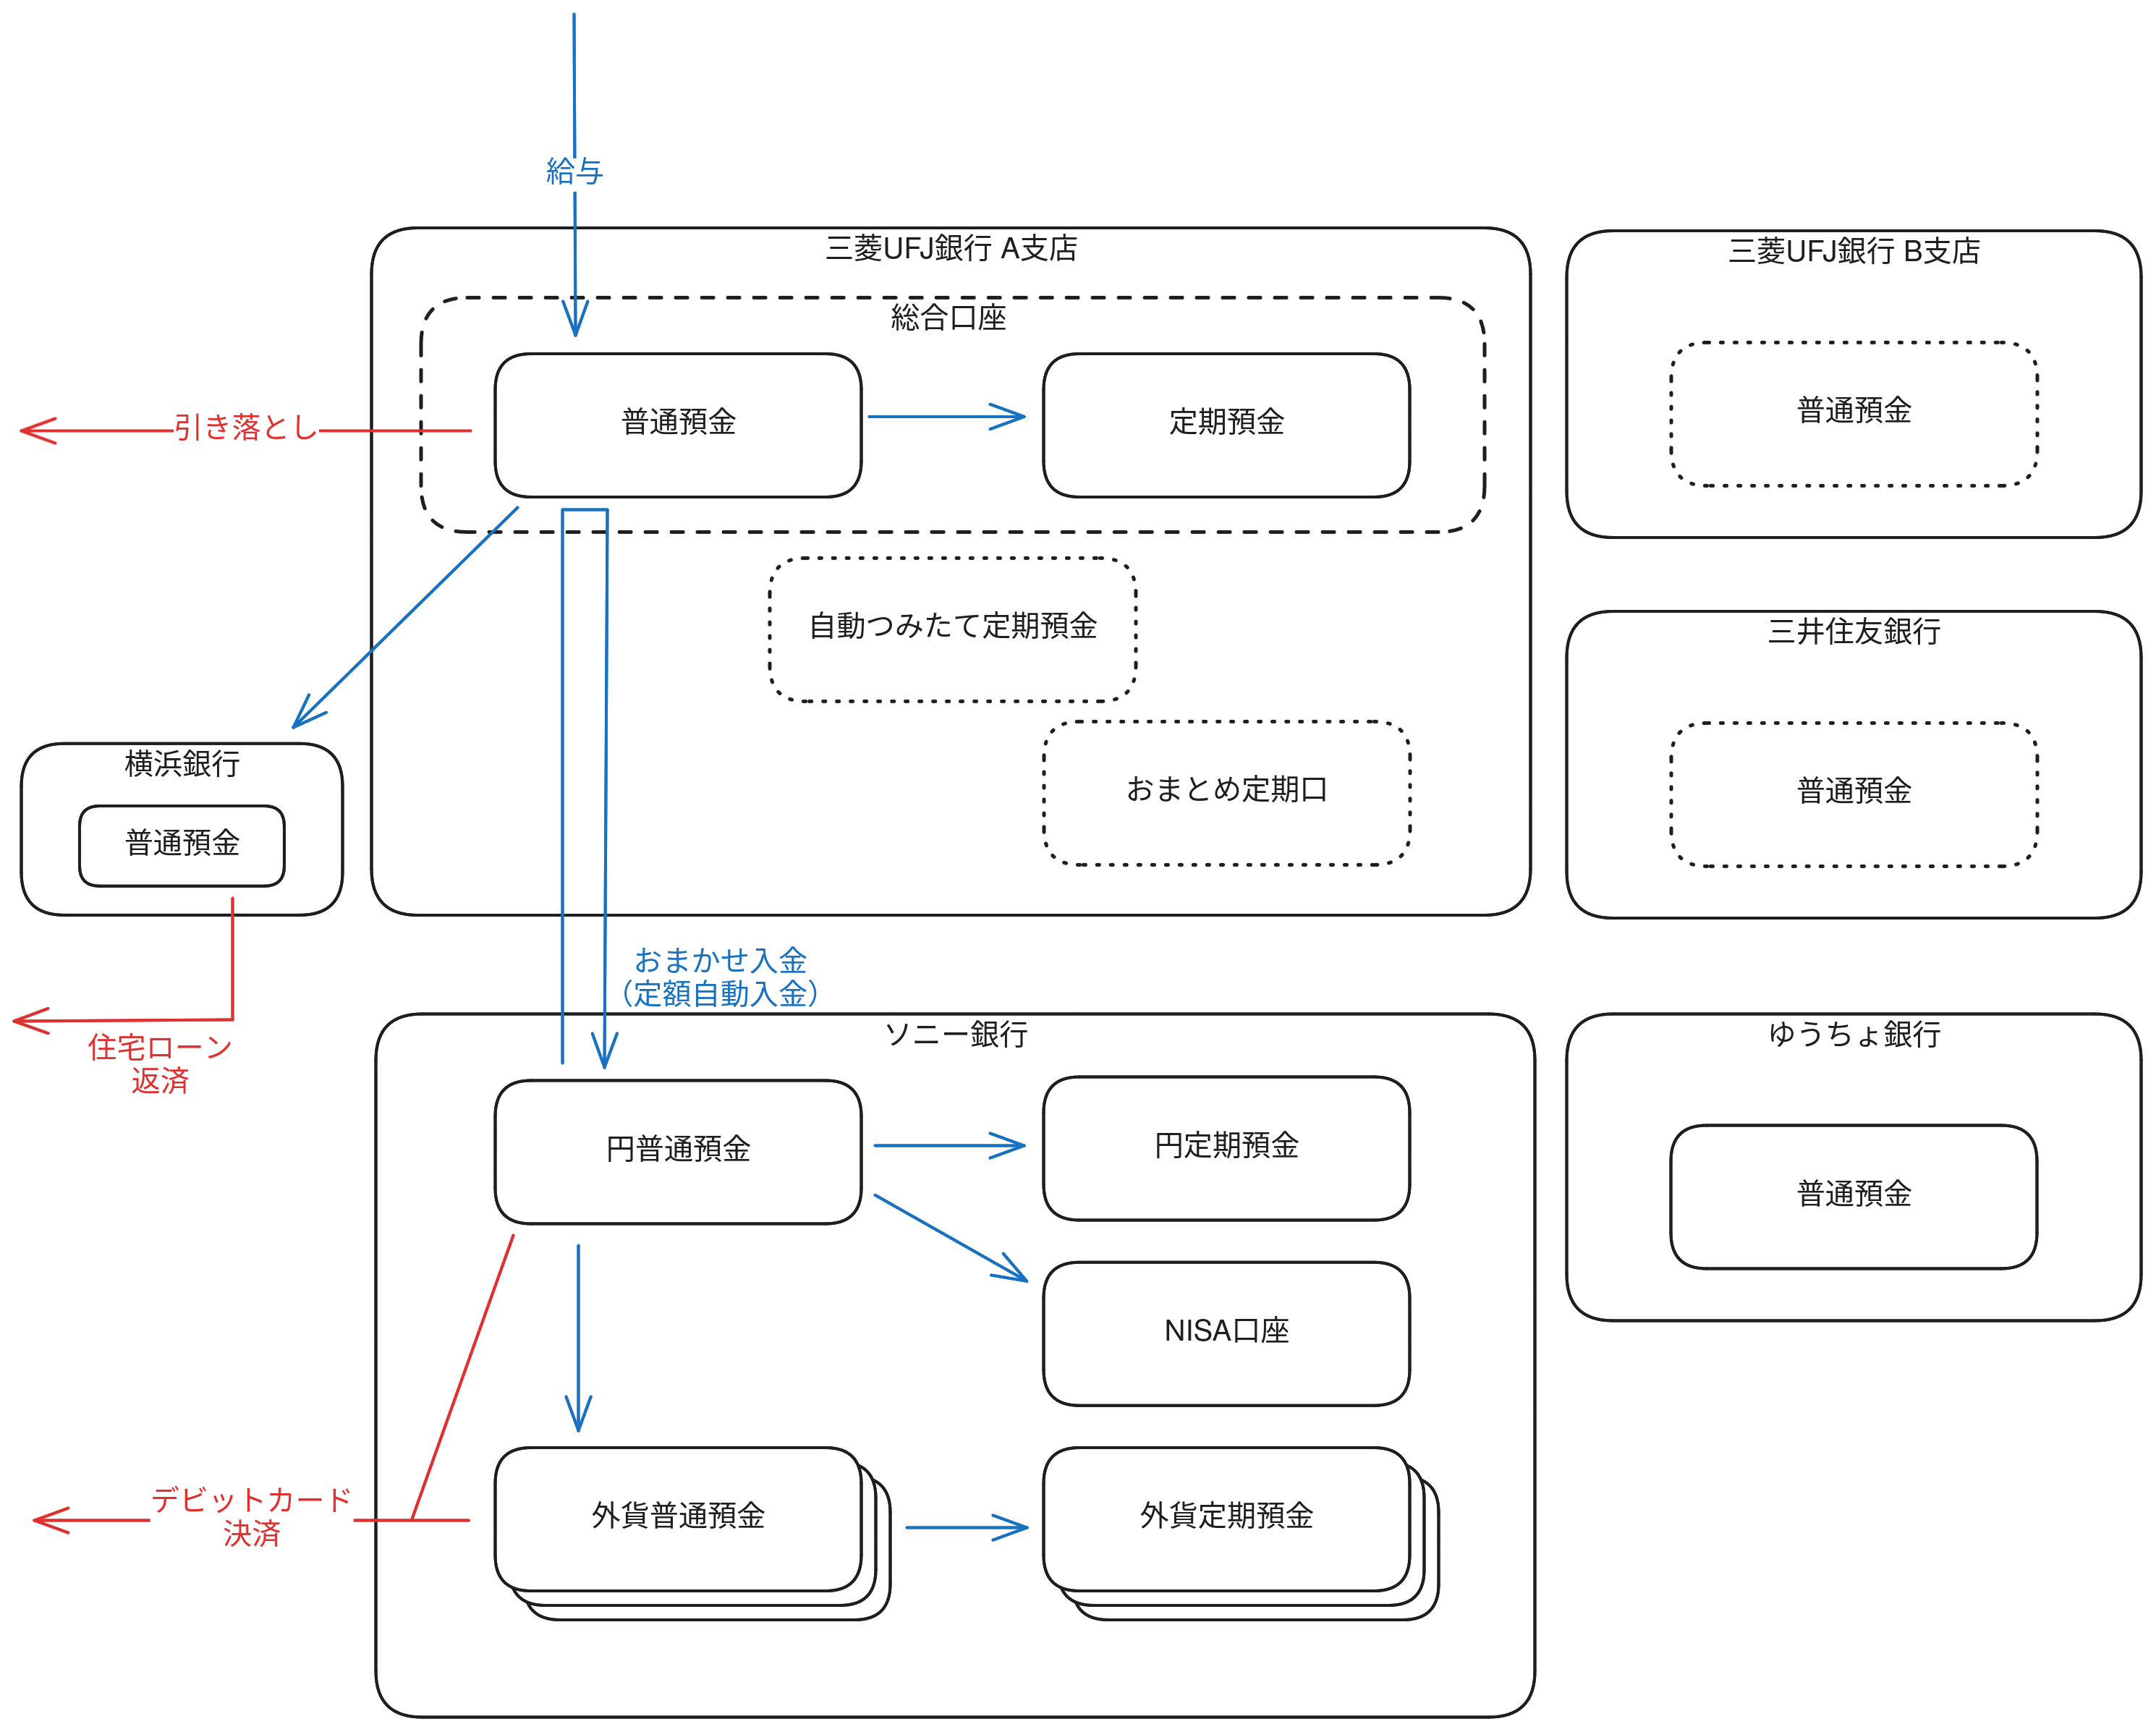 給与
三菱UFJ銀行 A支店
三菱UFJ銀行 B支店
総合口座
引き落とし
普通預金
定期預金
普通預金
自動つみたて定期預金
三井住友銀行
おまとめ定期口
普通預金
横浜銀行
普通預金
おまかせ入金
（定額自動入金）
住宅ローン
返済
ソニー銀行
ゆうちょ銀行
円普通預金
円定期預金
普通預金
NISA口座
デビットカード
決済
外貨普通預金
外貨定期預金